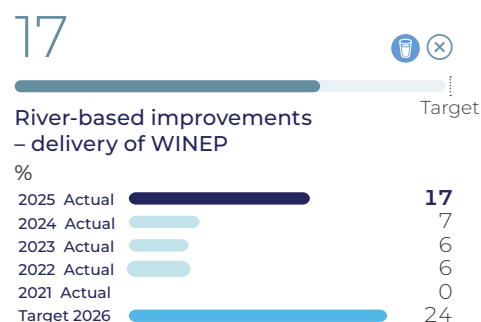 17
Target
River-based improvements
– delivery of WINEP
%
2025 Actual 17
2024 Actual 7
2023 Actual 6
2022 Actual 6
2021 Actual 0
Target 2026 24